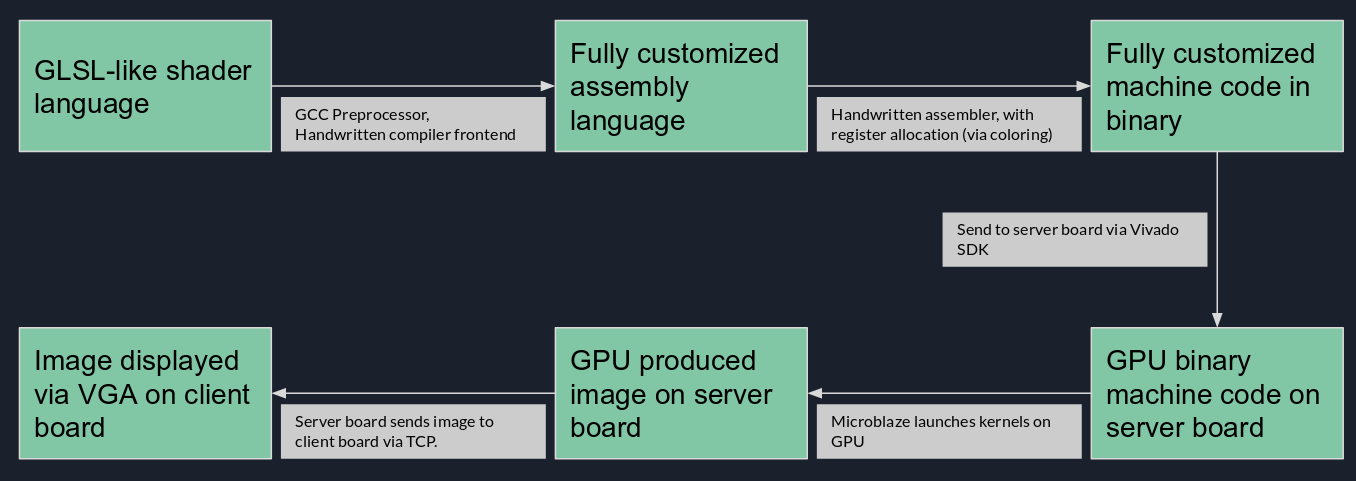 GLSL-like shader
language
GCC Preprocessor,
Handwritten compiler frontend
Fully customized
assembly
language
Handwritten assembler, with
register allocation (via coloring)
Fully customized
machine code in
binary
Send to server board via Vivado
SDK
GPU binary
machine code on
server board
Microblaze launches kernels on
GPU
GPU produced
image on server
board
Server board sends image to
client board via TCP.
Image displayed
via VGA on client
board